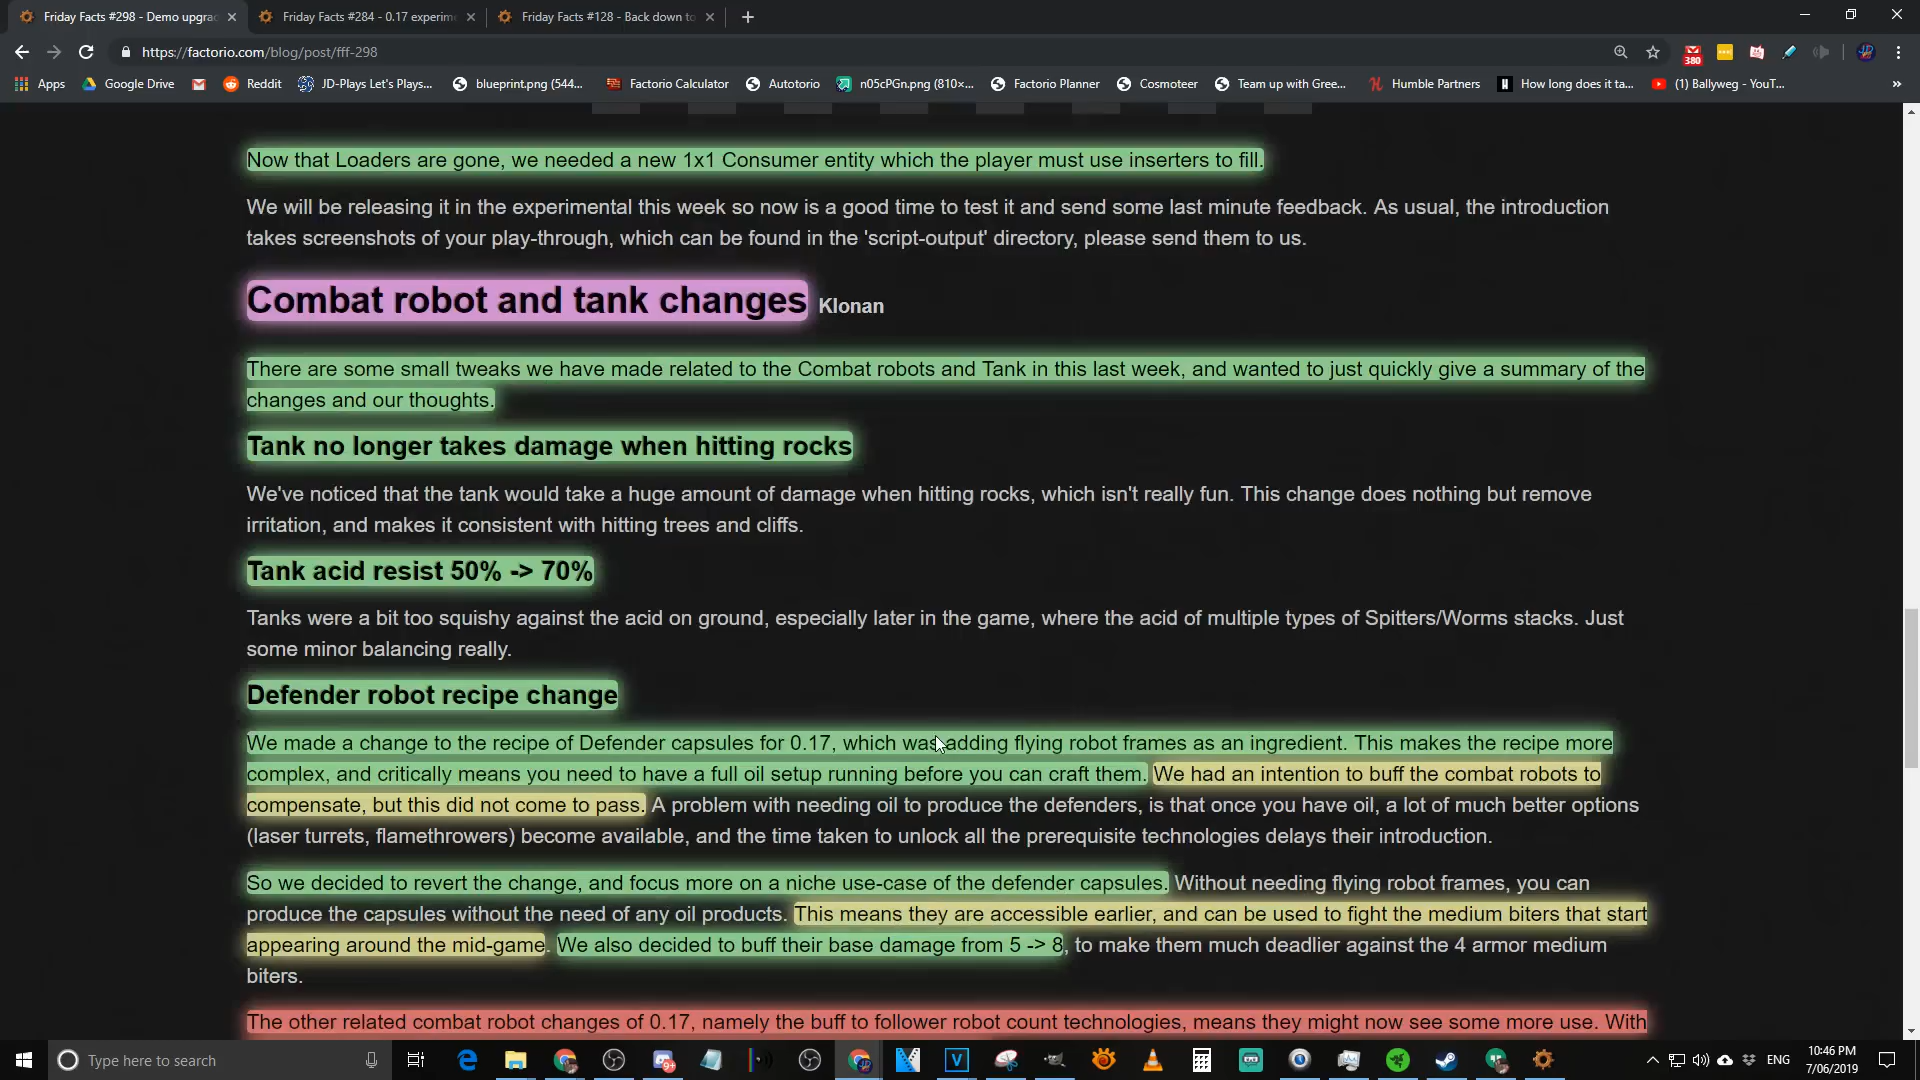 Friday Facts #298 - Demo upgra
Friday Facts #284 - 0.17 experim
Friday Facts #128 - Back down to
https://factorio.com/blog/post/fff-298
380
Apps
Google Drive
Reddit
JD-Plays Let's Plays...
blueprint.png (544...
Factorio Calculator
Autotorio
n05cPGn.png (810×...
Factorio Planner
Cosmoteer
Team up with Gree...
Humble Partners
How long does it ta...
(1) Ballyweg - YouT...
Now that Loaders are gone, we needed a new 1x1 Consumer entity which the player must use inserters to fill.
We will be releasing it in the experimental this week so now is a good time to test it and send some last minute feedback. As usual, the introduction
takes screenshots of your play-through, which can be found in the 'script-output' directory, please send them to us.
Combat robot and tank changes Klonan
There are some small tweaks we have made related to the Combat robots and Tank in this last week, and wanted to just quickly give a summary of the
changes and our thoughts.
Tank no longer takes damage when hitting rocks
We've noticed that the tank would take a huge amount of damage when hitting rocks, which isn't really fun. This change does nothing but remove
irritation, and makes it consistent with hitting trees and cliffs.
Tank acid resist 50% -> 70%
Tanks were a bit too squishy against the acid on ground, especially later in the game, where the acid of multiple types of Spitters/Worms stacks. Just
some minor balancing really.
Defender robot recipe change
We made a change to the recipe of Defender capsules for 0.17, which was adding flying robot frames as an ingredient. This makes the recipe more
complex, and critically means you need to have a full oil setup running before you can craft them. We had an intention to buff the combat robots to
compensate, but this did not come to pass. A problem with needing oil to produce the defenders, is that once you have oil, a lot of much better options
(laser turrets, flamethrowers) become available, and the time taken to unlock all the prerequisite technologies delays their introduction.
So we decided to revert the change, and focus more on a niche use-case of the defender capsules. Without needing flying robot frames, you can
produce the capsules without the need of any oil products. This means they are accessible earlier, and can be used to fight the medium biters that start
appearing around the mid-game. We also decided to buff their base damage from 5 -> 8, to make them much deadlier against the 4 armor medium
biters.
The other related combat robot changes of 0.17, namely the buff to follower robot count technologies, means they might now see some more use. With
Type here to search
ENG
10:46 PM
7/06/2019